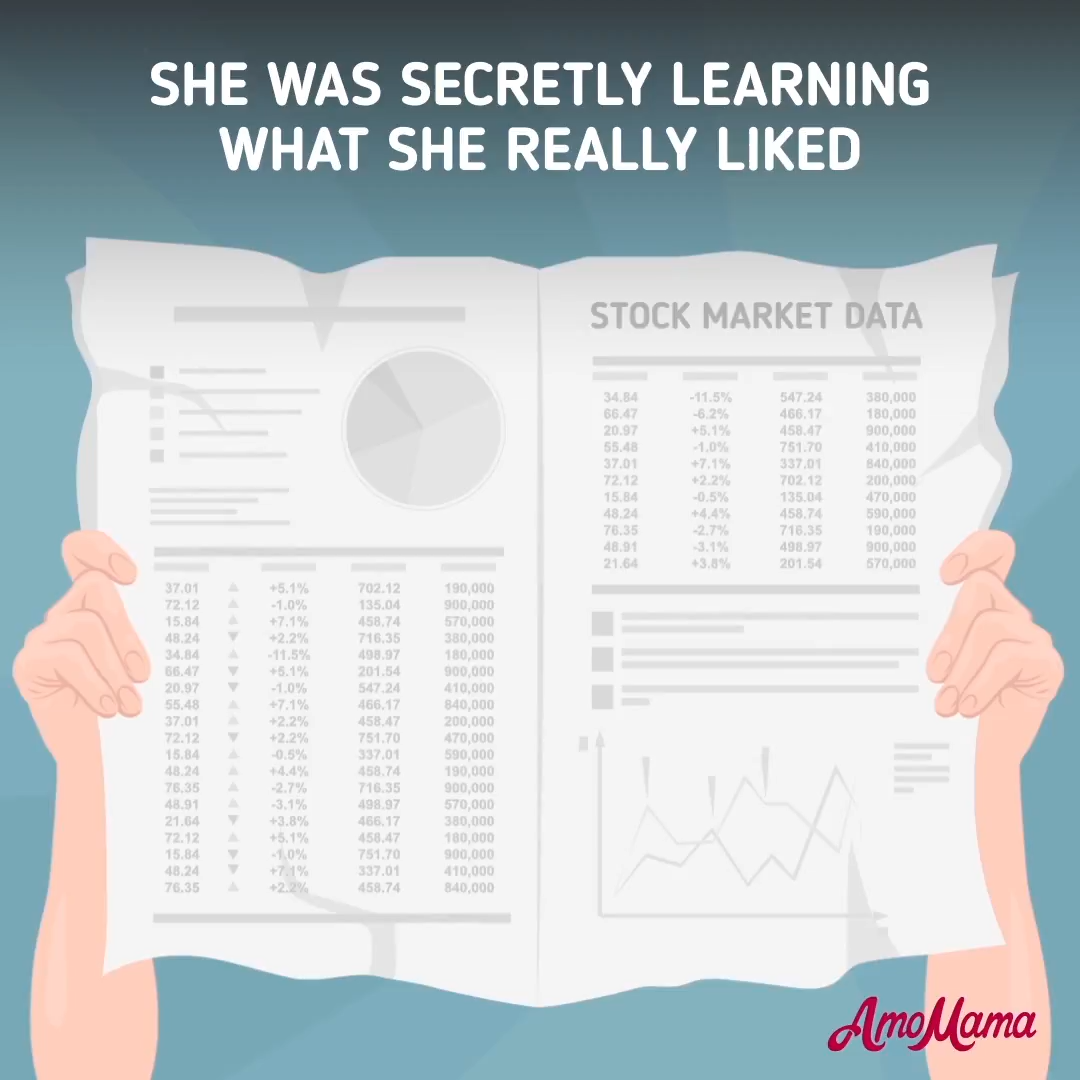 SHE WAS SECRETLY LEARNING
WHAT SHE REALLY LIKED
37.01 ▲ +5.1% 702.12 190,000
72.12 ▲ -1.0% 135.04 900,000
15.84 ▲ +7.1% 458.74 570,000
48.24 ▼ +2.2% 716.35 380,000
34.84 ▲ -11.5% 498.97 180,000
66.47 ▼ +5.1% 201.54 900,000
20.97 ▼ -1.0% 547.24 410,000
55.48 ▲ +7.1% 466.17 840,000
37.01 ▲ +2.2% 458.47 200,000
72.12 ▼ +2.2% 751.70 470,000
15.84 ▲ -0.5% 337.01 590,000
48.24 ▲ +4.4% 458.74 190,000
76.35 ▲ -2.7% 716.35 900,000
48.91 ▲ -3.1% 498.97 570,000
21.64 ▼ +3.8% 466.17 380,000
72.12 ▲ +5.1% 458.47 180,000
15.84 ▼ -1.0% 751.70 900,000
48.24 ▼ +7.1% 337.01 410,000
76.35 ▲ +2.2% 458.74 840,000
STOCK MARKET DATA
34.84 -11.5% 547.24 380,000
66.47 -6.2% 466.17 180,000
20.97 +5.1% 458.47 900,000
55.48 -1.0% 751.70 410,000
37.01 +7.1% 337.01 840,000
72.12 +2.2% 702.12 200,000
15.84 -0.5% 135.04 470,000
48.24 +4.4% 458.74 590,000
76.35 -2.7% 716.35 190,000
48.91 -3.1% 498.97 900,000
21.64 +3.8% 201.54 570,000
AmoMama